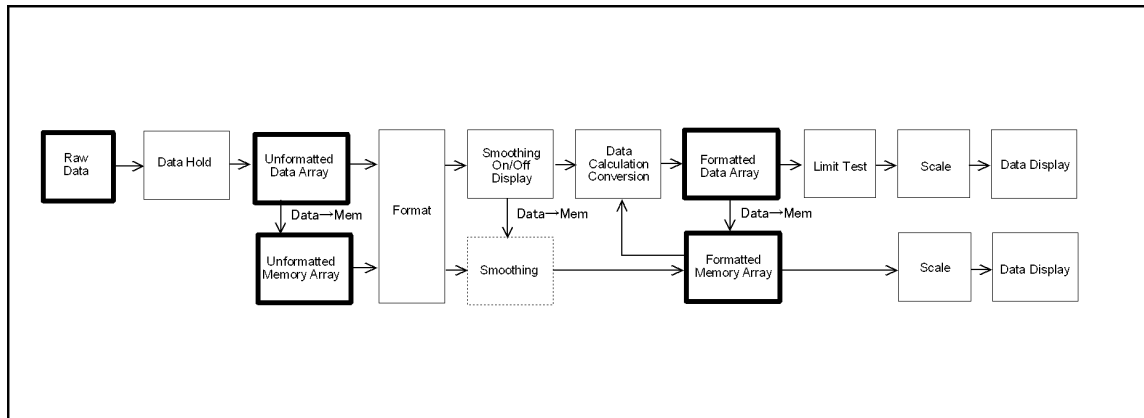 Raw
Data
Data Hold
Unformatted
Data Array
Format
Smoothing
On/Off
Display
Data
Calculation
Conversion
Formatted
Data Array
Limit Test
Scale
Data Display
Data→Mem
Data→Mem
Data→Mem
Unformatted
Memory Array
Smoothing
Formatted
Memory Array
Scale
Data Display